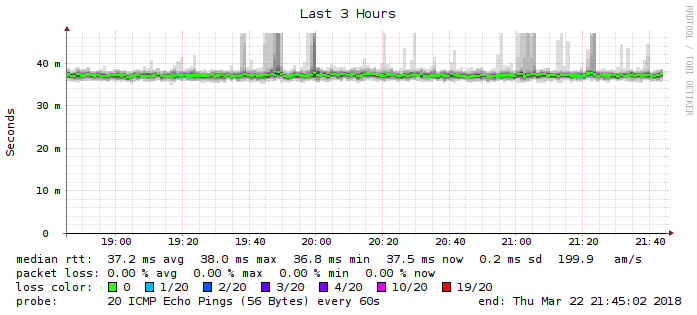 Last 3 Hours
RRDTOOL / TOBI OETIKER
Seconds
40 m
30 m
20 m
10 m
0
19:00 19:20 19:40 20:00 20:20 20:40 21:00 21:20 21:40
median rtt: 37.2 ms avg 38.0 ms max 36.8 ms min 37.5 ms now 0.2 ms sd 199.9 am/s
packet loss: 0.00 % avg 0.00 % max 0.00 % min 0.00 % now
loss color: 0 1/20 2/20 3/20 4/20 10/20 19/20
probe: 20 ICMP Echo Pings (56 Bytes) every 60s end: Thu Mar 22 21:45:02 2018